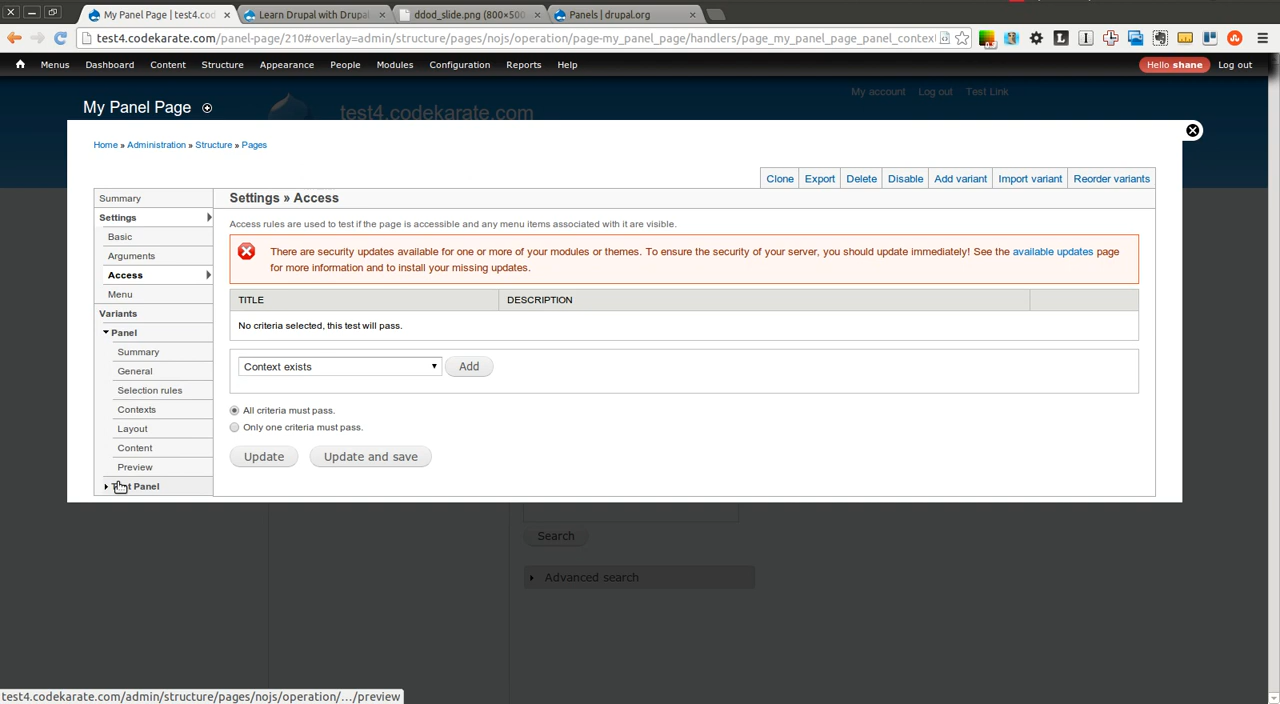 My Panel Page | test4.cod
Learn Drupal with Drupal
ddod_slide.png (800×500
Panels | drupal.org
test4.codekarate.com/panel-page/210#overlay=admin/structure/pages/nojs/operation/page-my_panel_page/handlers/page_my_panel_page_panel_context
Menus Dashboard Content Structure Appearance People Modules Configuration Reports Help Hello shane Log out
My account Log out Test Link
My Panel Page
test4.codekarate.com
Home » Administration » Structure » Pages
Clone Export Delete Disable Add variant Import variant Reorder variants
Summary
Settings
Basic
Arguments
Access
Menu
Variants
Panel
Summary
General
Selection rules
Contexts
Layout
Content
Preview
Panel
Settings » Access
Access rules are used to test if the page is accessible and any menu items associated with it are visible.
There are security updates available for one or more of your modules or themes. To ensure the security of your server, you should update immediately! See the available updates page
for more information and to install your missing updates.
TITLE DESCRIPTION
No criteria selected, this test will pass.
Context exists Add
All criteria must pass.
Only one criteria must pass.
Update Update and save
Search
Advanced search
test4.codekarate.com/admin/structure/pages/nojs/operation/…/preview